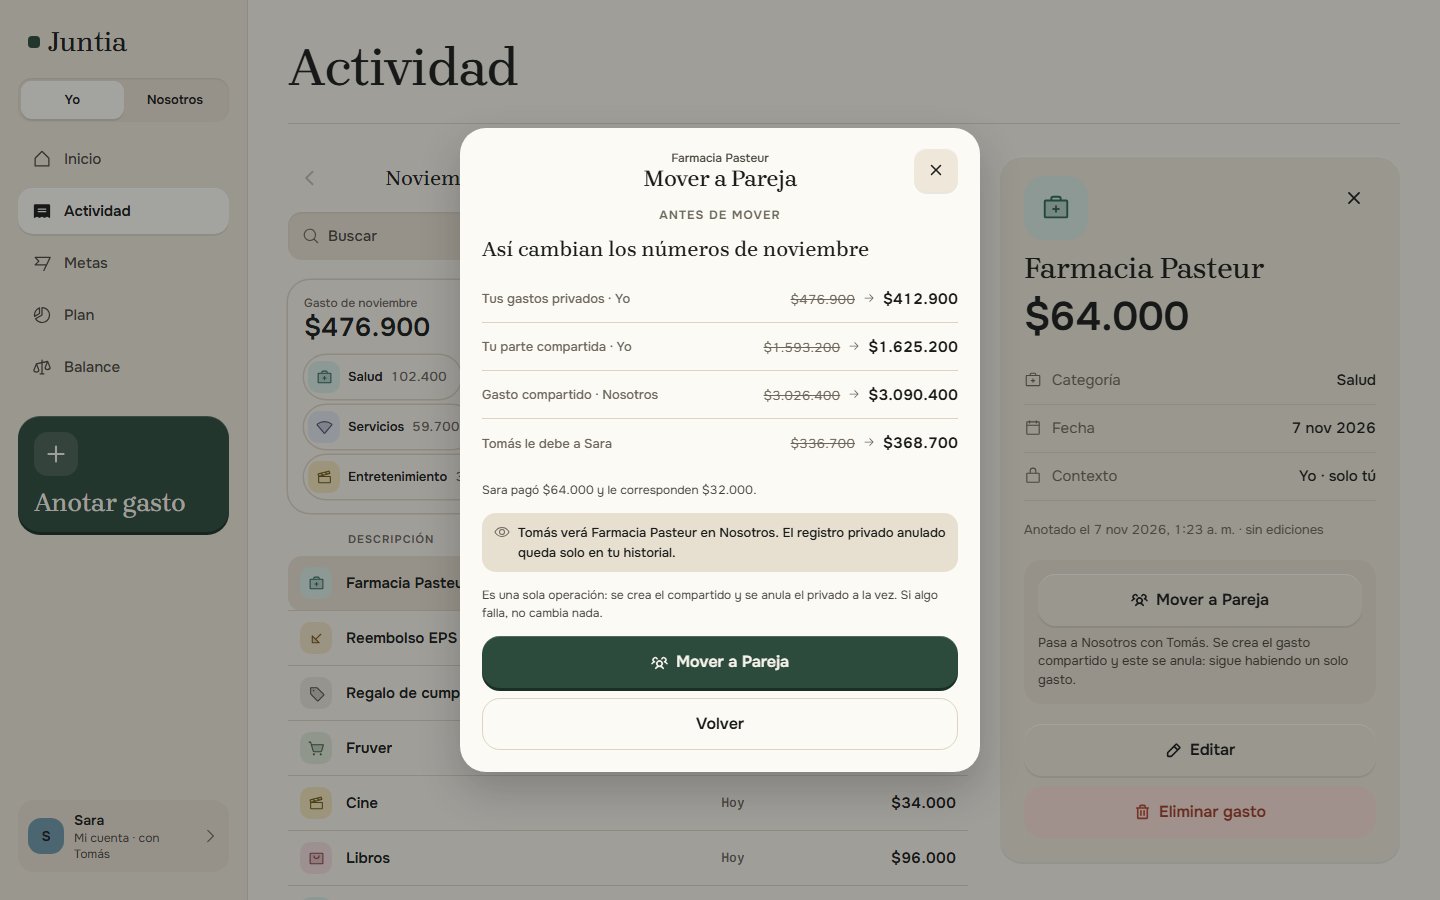 Juntia
Yo
Nosotros
Inicio
Actividad
Metas
Plan
Balance
Anotar gasto
Sara
Mi cuenta · con
Tomás
S
Actividad
Noviem
Buscar
Gasto de noviembre
$476.900
Salud 102.400
Servicios 59.700
Entretenimiento
DESCRIPCIÓN
Farmacia Pasteu
Reembolso EPS
Regalo de cump
Fruver
Cine Hoy $34.000
Libros Hoy $96.000
Farmacia Pasteur
Mover a Pareja
ANTES DE MOVER
Así cambian los números de noviembre
Tus gastos privados · Yo $476.900 → $412.900
Tu parte compartida · Yo $1.593.200 → $1.625.200
Gasto compartido · Nosotros $3.026.400 → $3.090.400
Tomás le debe a Sara $336.700 → $368.700
Sara pagó $64.000 y le corresponden $32.000.
Tomás verá Farmacia Pasteur en Nosotros. El registro privado anulado
queda solo en tu historial.
Es una sola operación: se crea el compartido y se anula el privado a la vez. Si algo
falla, no cambia nada.
Mover a Pareja
Volver
Farmacia Pasteur
$64.000
Categoría Salud
Fecha 7 nov 2026
Contexto Yo · solo tú
Anotado el 7 nov 2026, 1:23 a. m. · sin ediciones
Mover a Pareja
Pasa a Nosotros con Tomás. Se crea el gasto
compartido y este se anula: sigue habiendo un solo
gasto.
Editar
Eliminar gasto